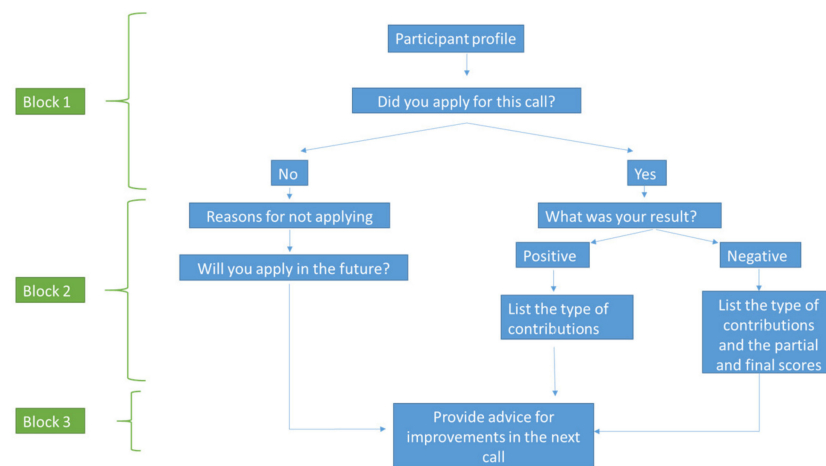 Participant profile
Block 1
Did you apply for this call?
No
Yes
Reasons for not applying
What was your result?
Will you apply in the future?
Positive
Negative
Block 2
List the type of
contributions
List the type of
contributions
and the partial
and final scores
Block 3
Provide advice for
improvements in the next
call